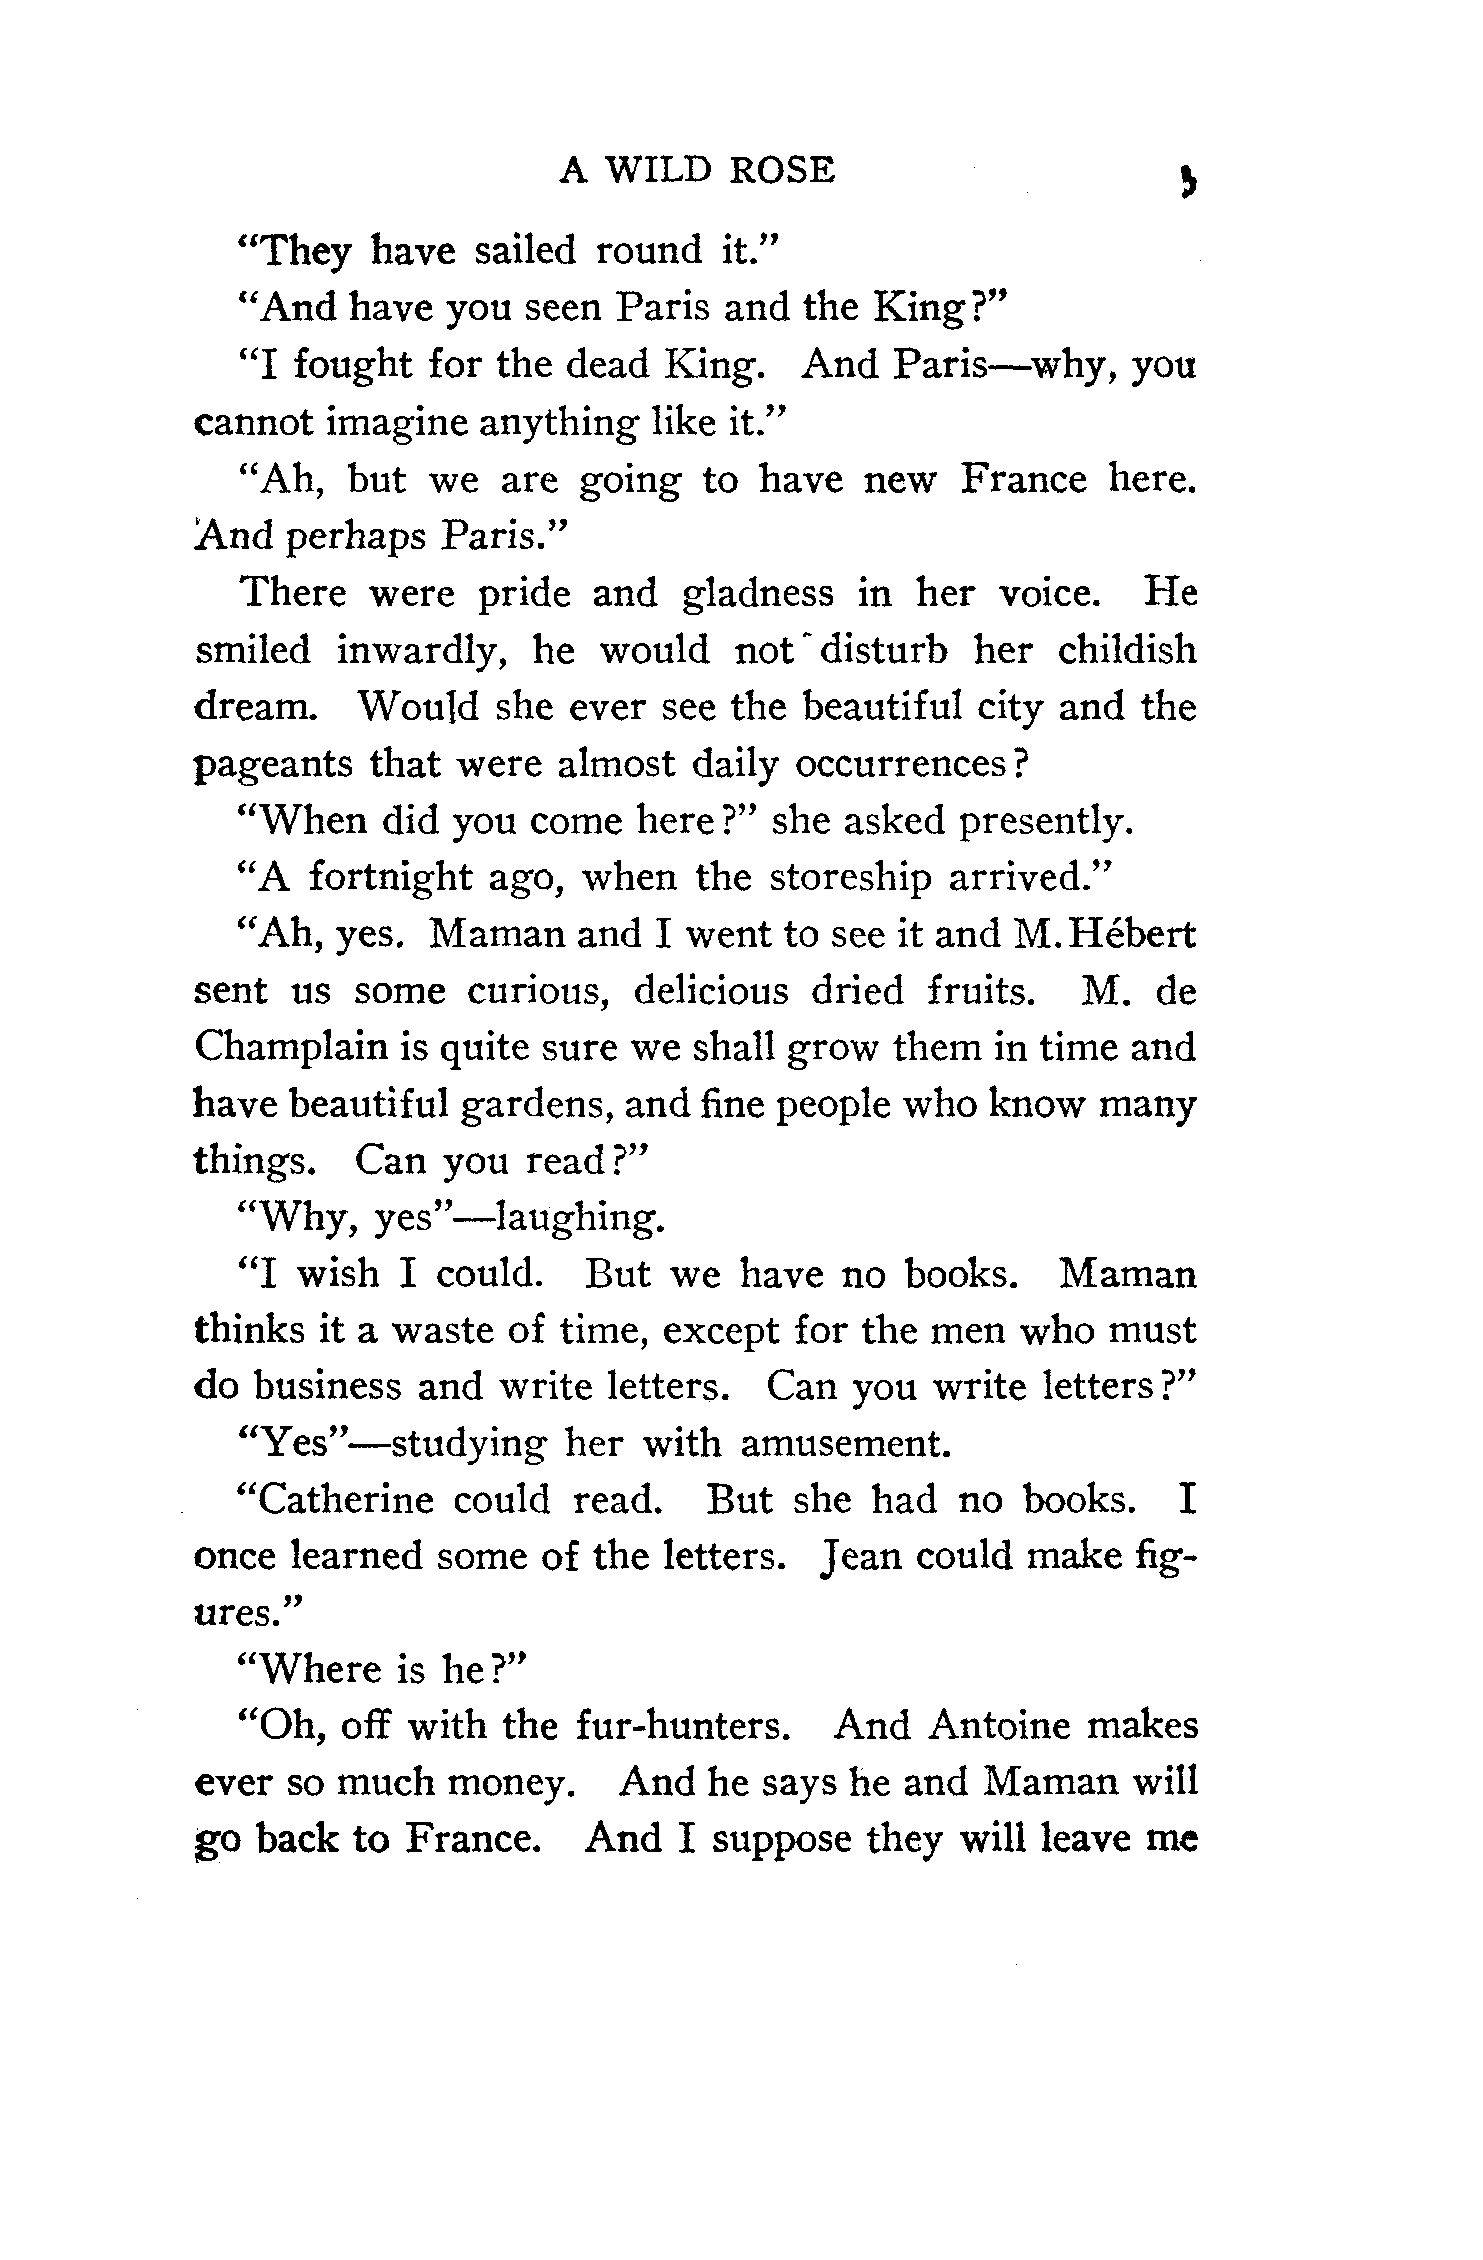 A WILD ROSE
“They have sailed round it.”
“And have you seen Paris and the King?”
“I fought for the dead King. And Paris—why, you
cannot imagine anything like it.”
“Ah, but we are going to have new France here.
And perhaps Paris.”
There were pride and gladness in her voice. He
smiled inwardly, he would not disturb her childish
dream. Would she ever see the beautiful city and the
pageants that were almost daily occurrences?
“When did you come here?” she asked presently.
“A fortnight ago, when the storeship arrived.”
“Ah, yes. Maman and I went to see it and M. Hébert
sent us some curious, delicious dried fruits. M. de
Champlain is quite sure we shall grow them in time and
have beautiful gardens, and fine people who know many
things. Can you read?”
“Why, yes”—laughing.
“I wish I could. But we have no books. Maman
thinks it a waste of time, except for the men who must
do business and write letters. Can you write letters?”
“Yes”—studying her with amusement.
“Catherine could read. But she had no books. I
once learned some of the letters. Jean could make fig-
ures.”
“Where is he?”
“Oh, off with the fur-hunters. And Antoine makes
ever so much money. And he says he and Maman will
go back to France. And I suppose they will leave me